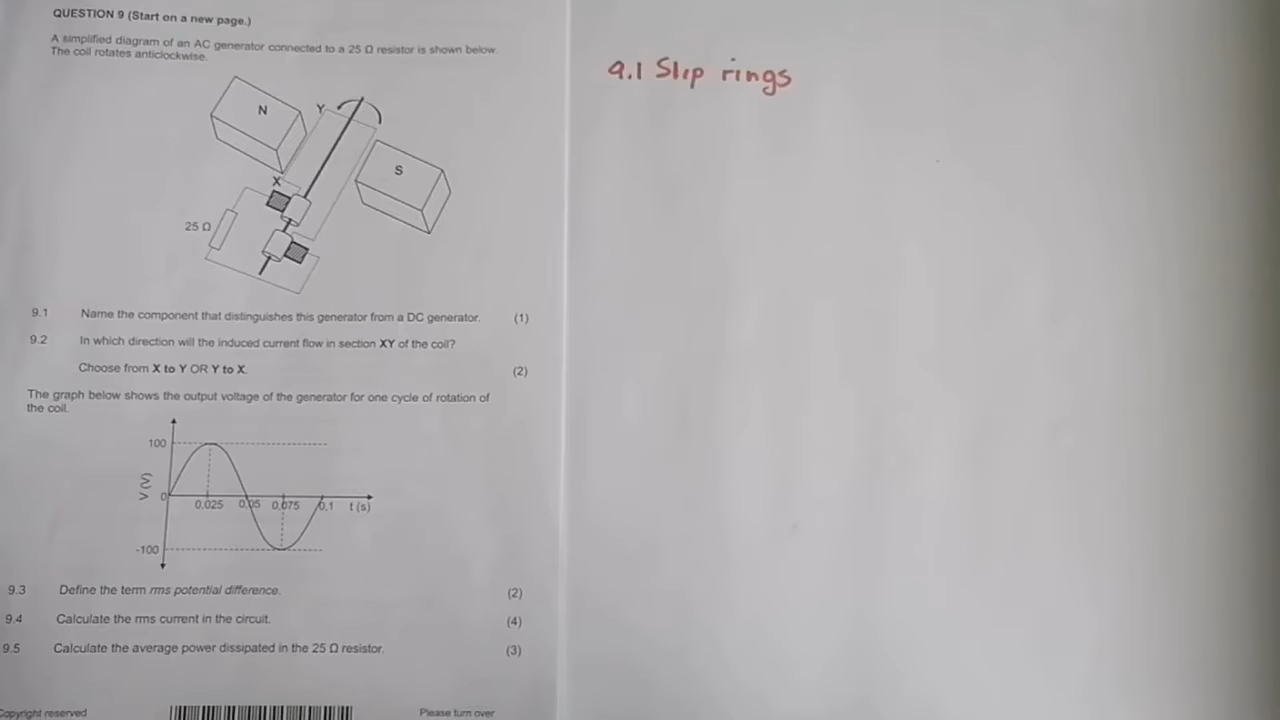 QUESTION 9 (Start on a new page.)
A simplified diagram of an AC generator connected to a 25 Ω resistor is shown below.
The coil rotates anticlockwise.
N
Y
S
X
25 Ω
9.1 Name the component that distinguishes this generator from a DC generator. (1)
9.2 In which direction will the induced current flow in section XY of the coil?
Choose from X to Y OR Y to X. (2)
The graph below shows the output voltage of the generator for one cycle of rotation of
the coil.
100
V (V)
0
0,025 0,05 0,075 0,1 t (s)
-100
9.3 Define the term rms potential difference. (2)
9.4 Calculate the rms current in the circuit. (4)
9.5 Calculate the average power dissipated in the 25 Ω resistor. (3)
Copyright reserved
Please turn over
9.1 Slip rings